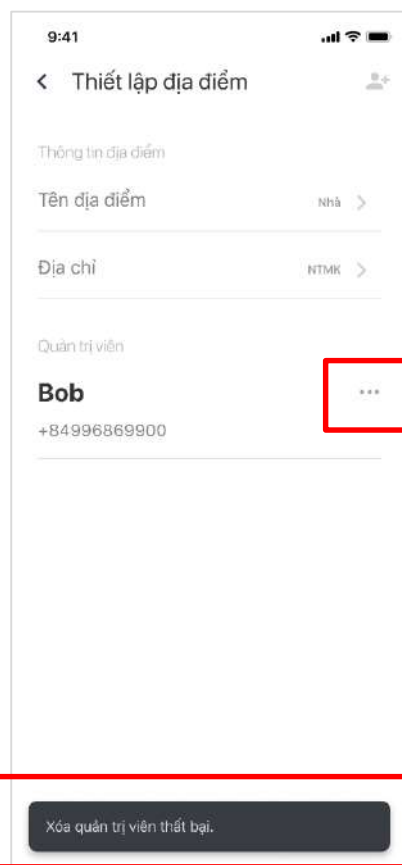 9:41
Thiết lập địa điểm
Thông tin địa điểm
Tên địa điểm Nhà
Địa chỉ NTMK
Quản trị viên
Bob
+84996869900
Xóa quản trị viên thất bại.